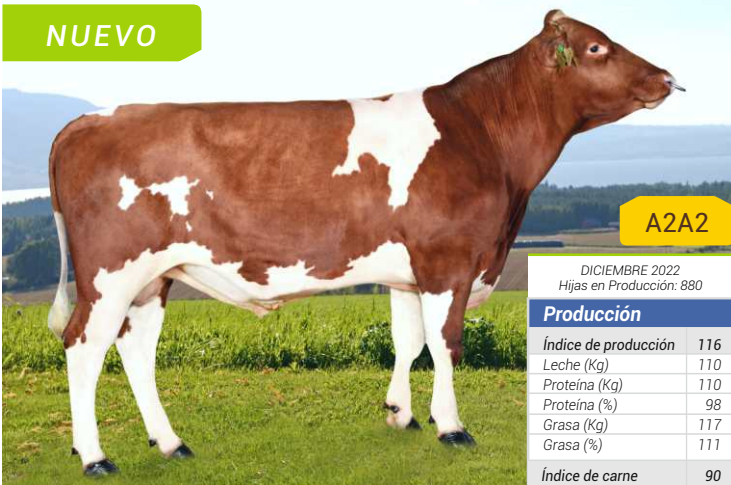 NUEVO
A2A2
DICIEMBRE 2022
Hijas en Producción: 880
Producción
Índice de producción 116
Leche (Kg) 110
Proteína (Kg) 110
Proteína (%) 98
Grasa (Kg) 117
Grasa (%) 111
Índice de carne 90